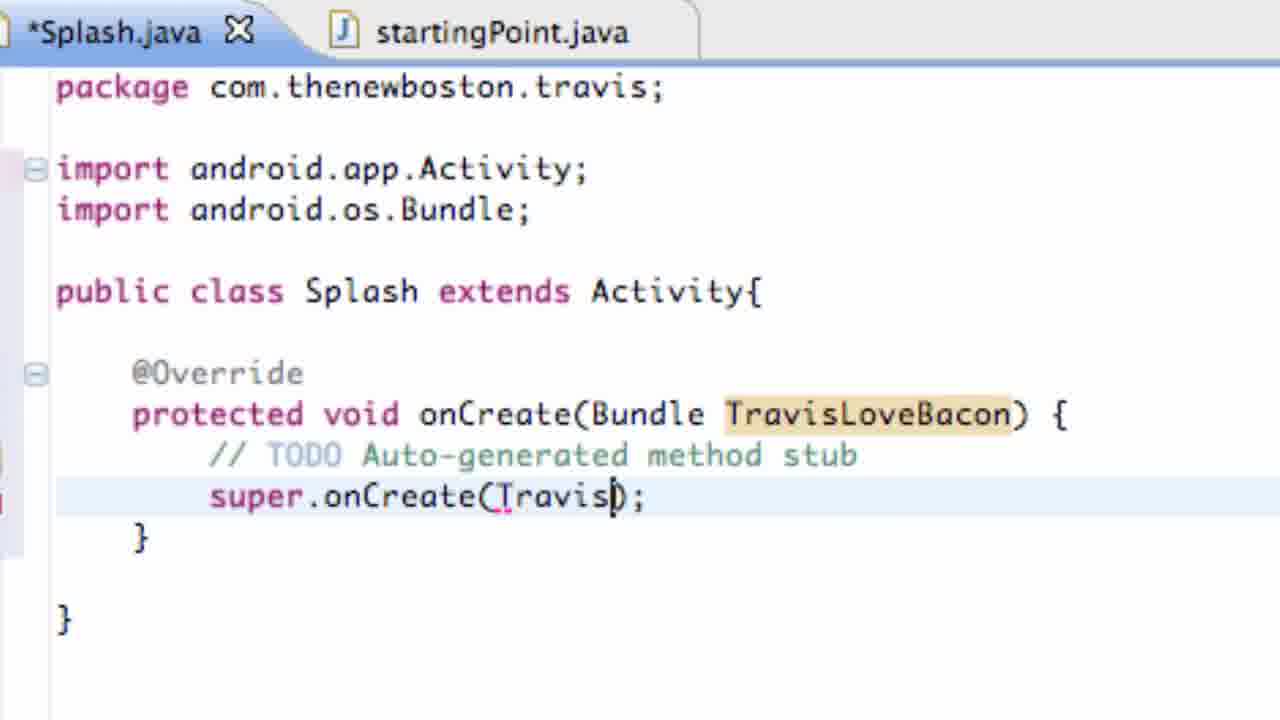 *Splash.java startingPoint.java
package com.thenewboston.travis;
import android.app.Activity;
import android.os.Bundle;
public class Splash extends Activity{
@Override
protected void onCreate(Bundle TravisLoveBacon) {
// TODO Auto-generated method stub
super.onCreate(Travis);
}
}